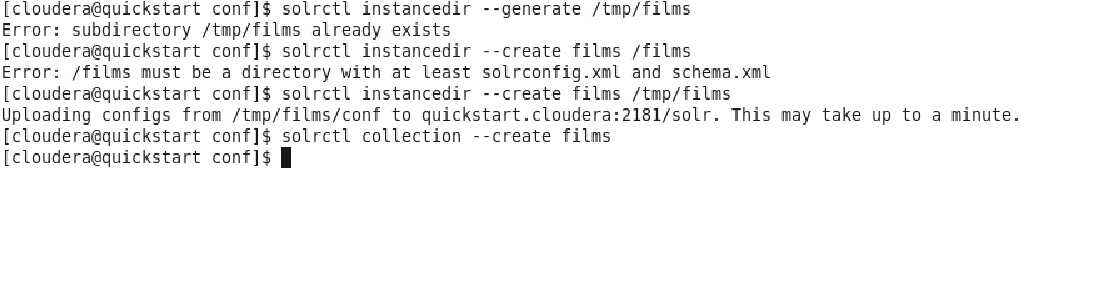 [cloudera@quickstart conf]$ solrctl instancedir --generate /tmp/films
Error: subdirectory /tmp/films already exists
[cloudera@quickstart conf]$ solrctl instancedir --create films /films
Error: /films must be a directory with at least solrconfig.xml and schema.xml
[cloudera@quickstart conf]$ solrctl instancedir --create films /tmp/films
Uploading configs from /tmp/films/conf to quickstart.cloudera:2181/solr. This may take up to a minute.
[cloudera@quickstart conf]$ solrctl collection --create films
[cloudera@quickstart conf]$